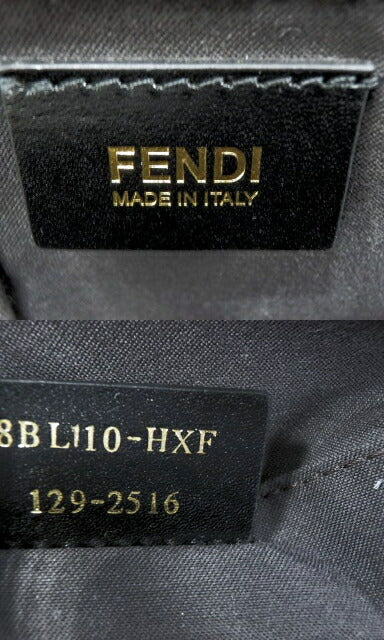 FENDI
MADE IN ITALY
8BL110-HXF
129-2516